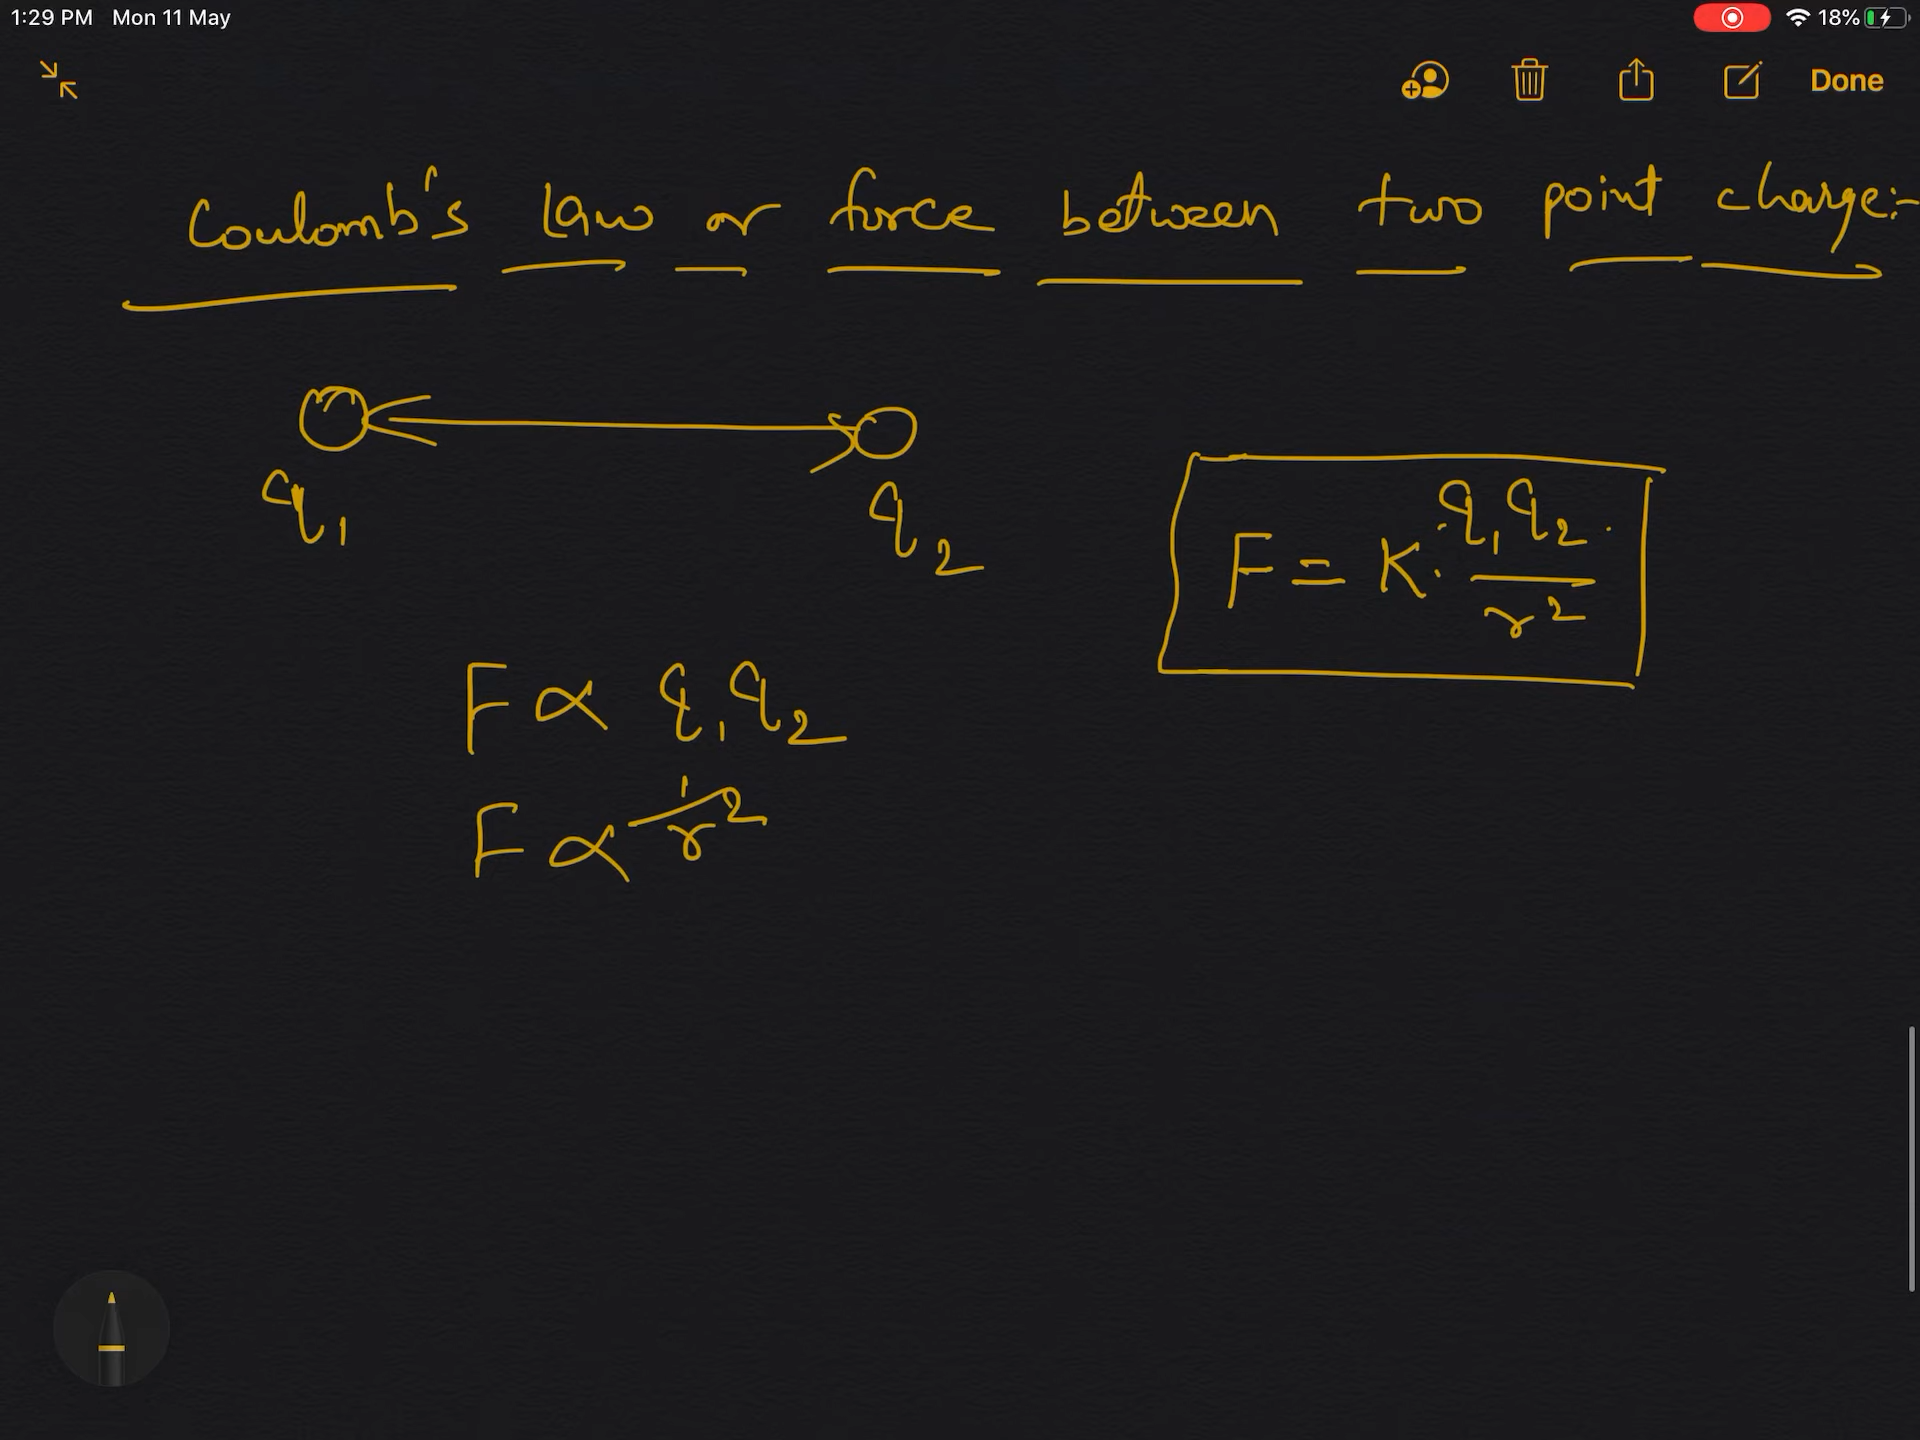 1:29 PM Mon 11 May 18%
Done
Coulomb's law or force between two point charge:-
q1 q2
F = K. q1q2 / r²
F ∝ q1q2
F ∝ 1/r²